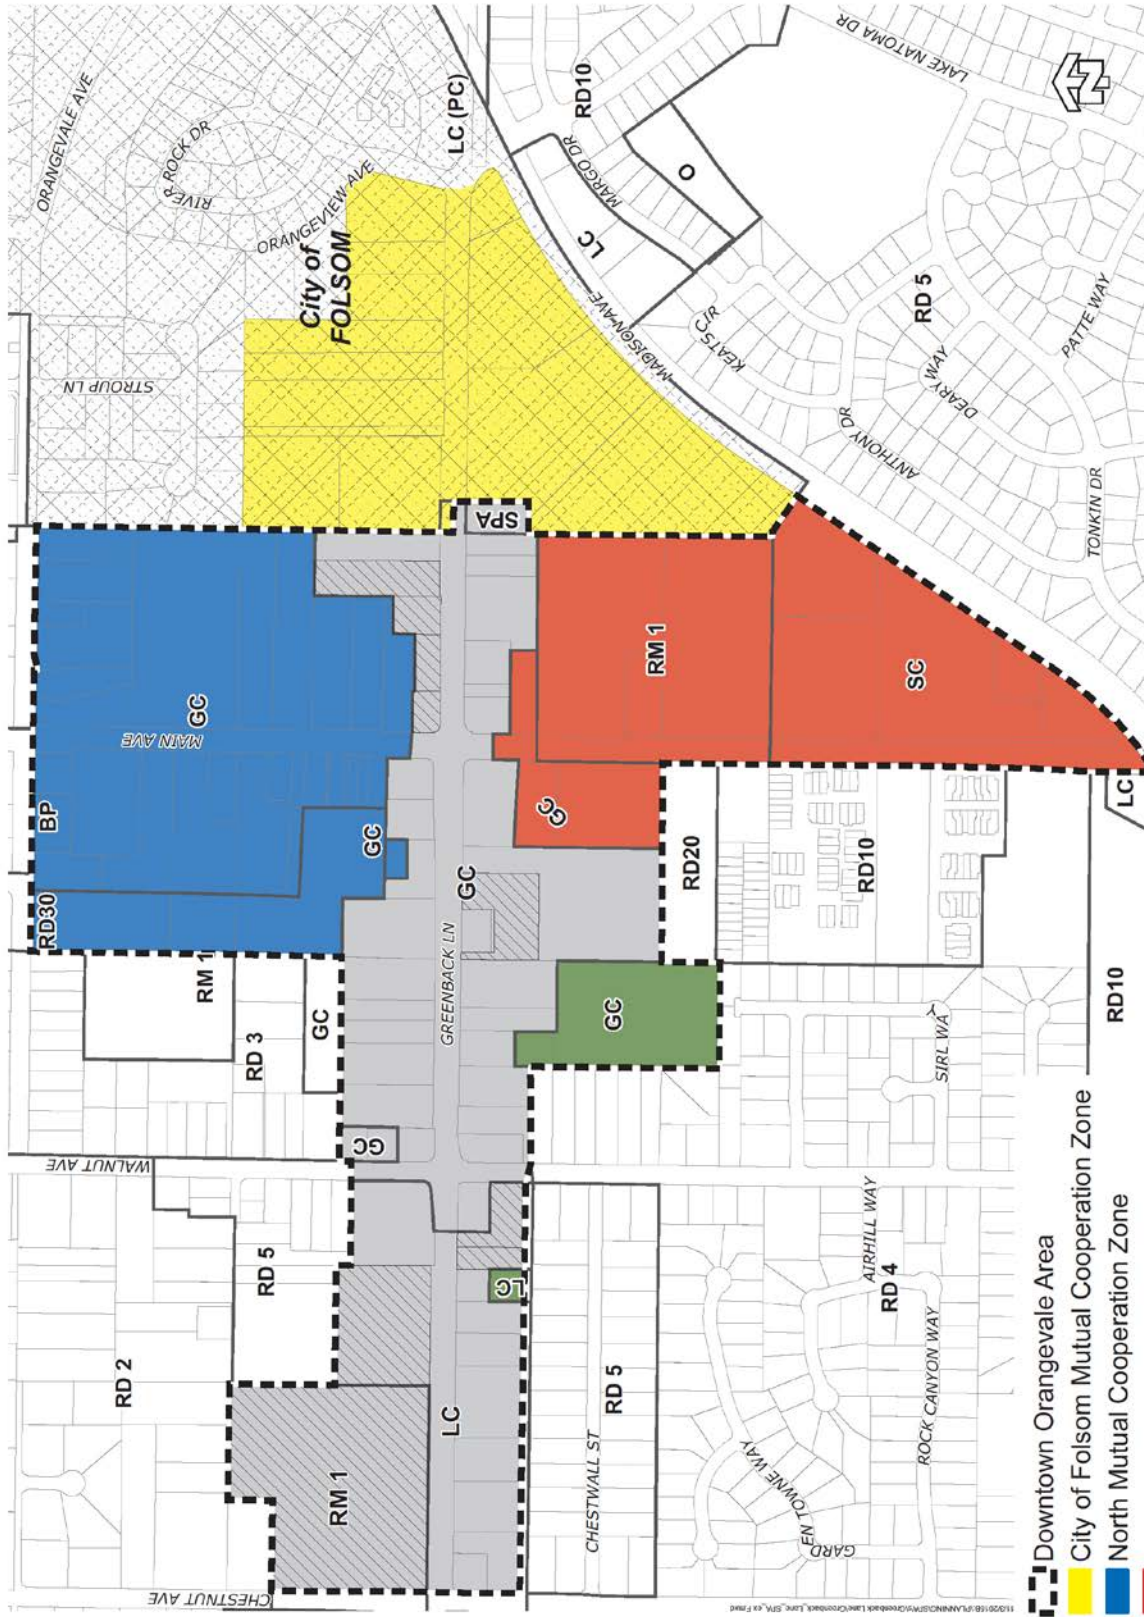 ORANGEVALE AVE
RIVER ROCK DR
ORANGEVIEW AVE
City of
FOLSOM
STROUP LN
LC (PC)
RD10
MARGO DR
LAKE NATOMA DR
O
LC
MADISON AVE
KEATS CIR
RD 5
DEARY WAY
PATTE WAY
ANTHONY DR
TONKIN DR
SPA
BP
MAIN AVE
GC
RM 1
SC
GC
GC
GC
LC
RD30
RD20
RD10
RD10
GREENBACK LN
RM 1
RD 3
GC
GC
SIRL WAY
GC
WALNUT AVE
RD 5
RD 2
LC
AIRHILL WAY
RD 4
ROCK CANYON WAY
RM 1
LC
CHESTWALL ST
RD 5
GARDEN TOWNE WAY
CHESTNUT AVE
Downtown Orangevale Area
City of Folsom Mutual Cooperation Zone
North Mutual Cooperation Zone